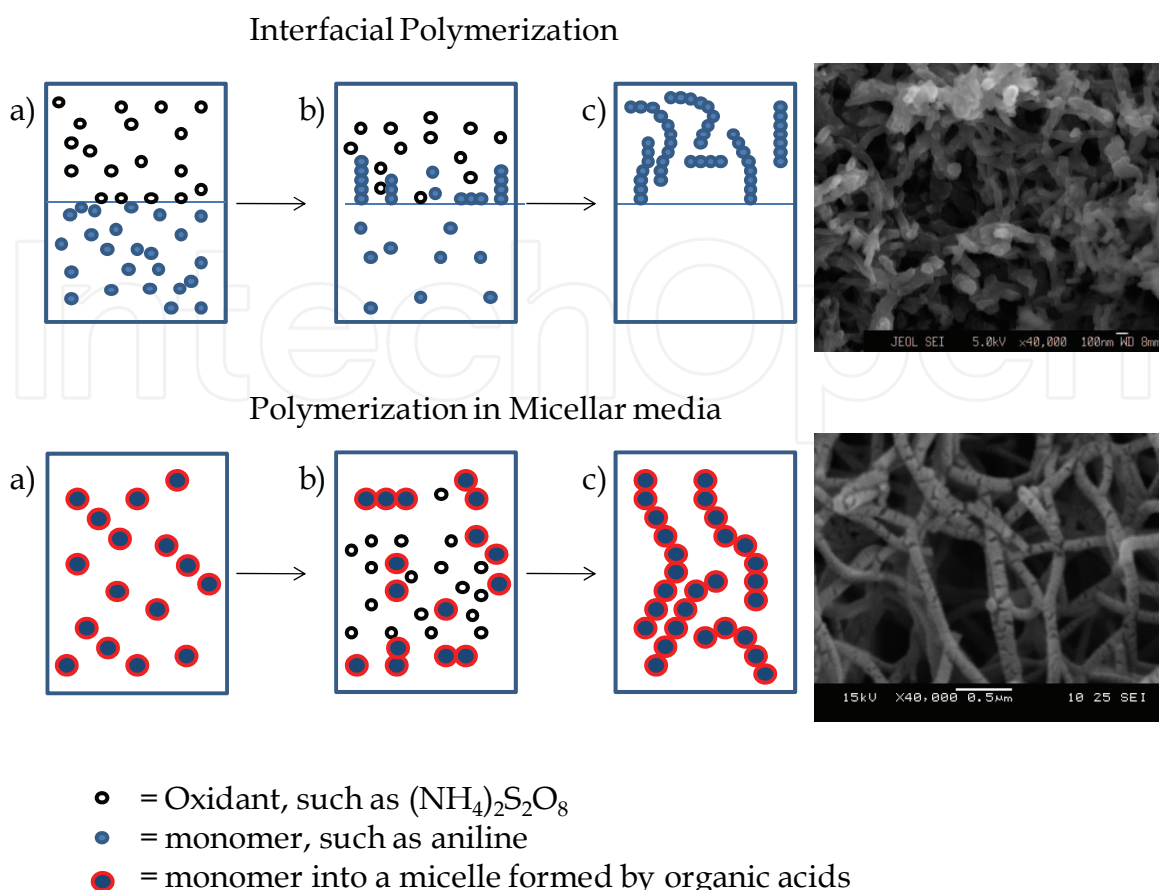 Interfacial Polymerization
a) b) c)
JEOL SEI 5.0kV x40,000 100nm WD 8mm
IntechOpen
Polymerization in Micellar media
a) b) c)
15kV X40,000 0.5µm 10 25 SEI
= Oxidant, such as (NH4)2S2O8
= monomer, such as aniline
= monomer into a micelle formed by organic acids